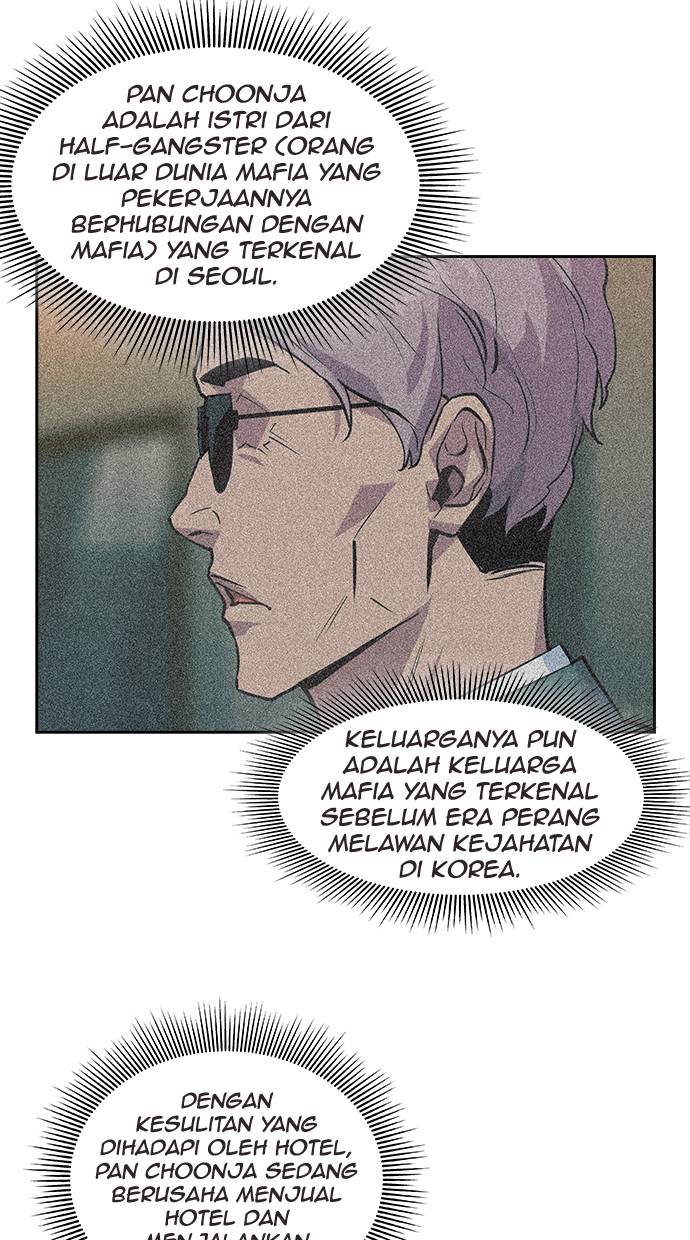 PAN CHOONJA
ADALAH ISTRI DARI
HALF-GANGSTER (ORANG
DI LUAR DUNIA MAFIA YANG
PEKERJAANNYA
BERHUBUNGAN DENGAN
MAFIA) YANG TERKENAL
DI SEOUL.
KELUARGANYA PUN
ADALAH KELUARGA
MAFIA YANG TERKENAL
SEBELUM ERA PERANG
MELAWAN KEJAHATAN
DI KOREA.
DENGAN
KESULITAN YANG
DIHADAPI OLEH HOTEL,
PAN CHOONJA SEDANG
BERUSAHA MENJUAL
HOTEL DAN
MENJALANKAN